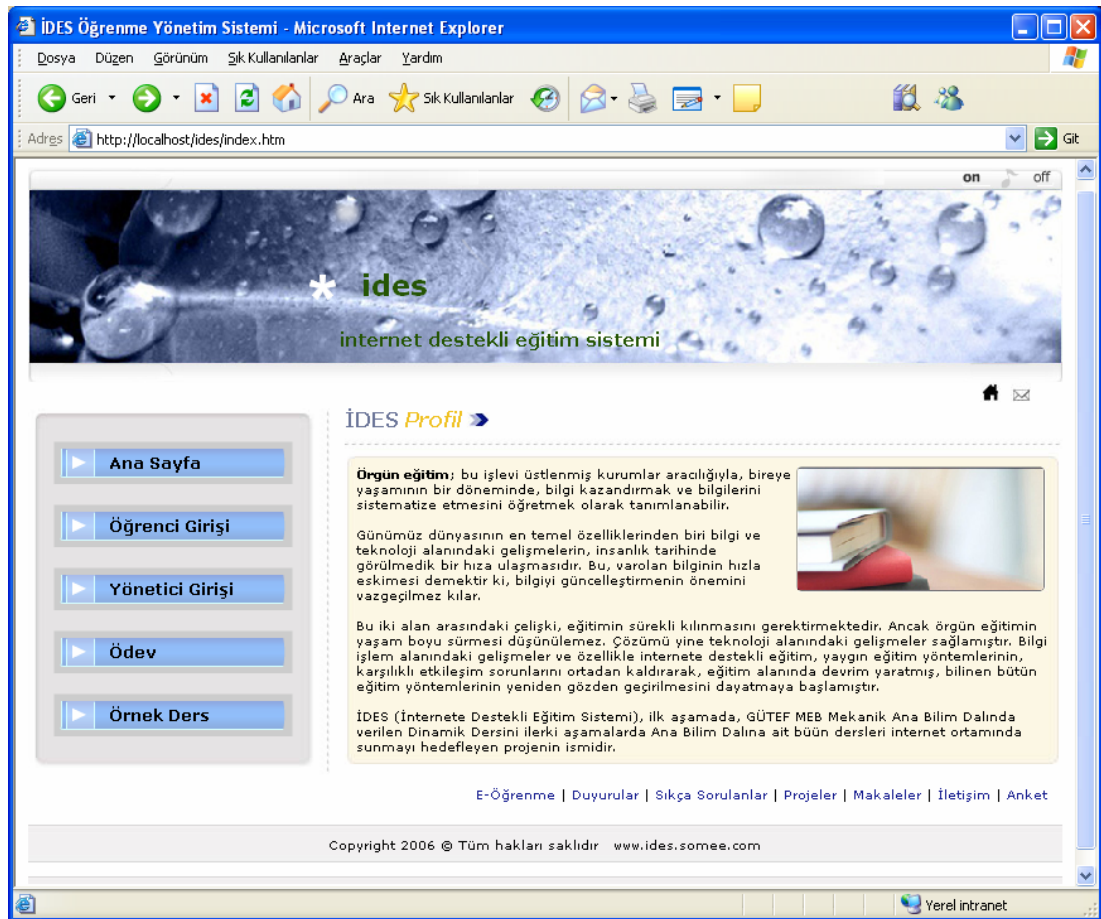 İDES Öğrenme Yönetim Sistemi - Microsoft Internet Explorer
Dosya Düzen Görünüm Sık Kullanılanlar Araçlar Yardım
Geri Ara Sık Kullanılanlar
Adres http://localhost/ides/index.htm Git
on off
* ides
internet destekli eğitim sistemi
İDES Profil
Ana Sayfa
Öğrenci Girişi
Yönetici Girişi
Ödev
Örnek Ders
Örgün eğitim; bu işlevi üstlenmiş kurumlar aracılığıyla, bireye
yaşamının bir döneminde, bilgi kazandırmak ve bilgilerini
sistematize etmesini öğretmek olarak tanımlanabilir.
Günümüz dünyasının en temel özelliklerinden biri bilgi ve
teknoloji alanındaki gelişmelerin, insanlık tarihinde
görülmedik bir hıza ulaşmasıdır. Bu, varolan bilginin hızla
eskimesi demektir ki, bilgiyi güncelleştirmenin önemini
vazgeçilmez kılar.
Bu iki alan arasındaki çelişki, eğitimin sürekli kılınmasını gerektirmektedir. Ancak örgün eğitimin
yaşam boyu sürmesi düşünülemez. Çözümü yine teknoloji alanındaki gelişmeler sağlamıştır. Bilgi
işlem alanındaki gelişmeler ve özellikle internete destekli eğitim, yaygın eğitim yöntemlerinin,
karşılıklı etkileşim sorunlarını ortadan kaldırarak, eğitim alanında devrim yaratmış, bilinen bütün
eğitim yöntemlerinin yeniden gözden geçirilmesini dayatmaya başlamıştır.
İDES (İnternete Destekli Eğitim Sistemi), ilk aşamada, GÜTEF MEB Mekanik Ana Bilim Dalında
verilen Dinamik Dersini ilerki aşamalarda Ana Bilim Dalına ait büün dersleri internet ortamında
sunmayı hedefleyen projenin ismidir.
E-Öğrenme | Duyurular | Sıkça Sorulanlar | Projeler | Makaleler | İletişim | Anket
Copyright 2006 © Tüm hakları saklıdır www.ides.somee.com
Yerel intranet